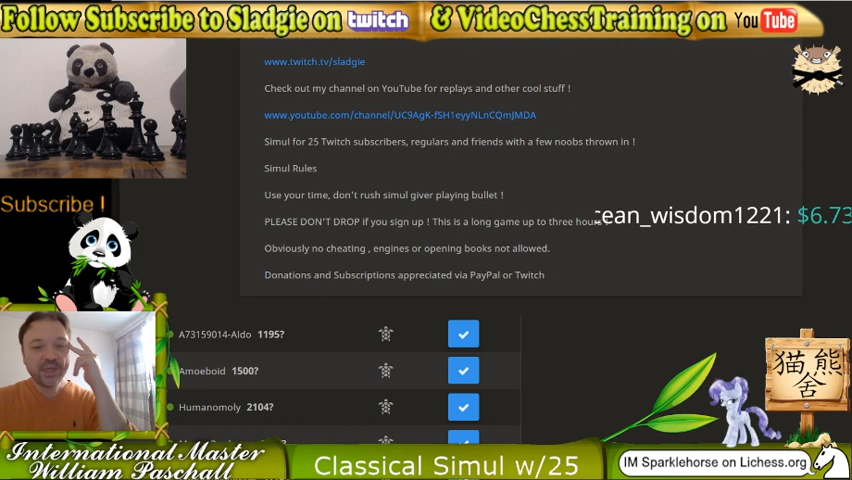 Follow Subscribe to Sladgie on twitch & VideoChessTraining on YouTube
www.twitch.tv/sladgie
Check out my channel on YouTube for replays and other cool stuff !
www.youtube.com/channel/UC9AgK-fSH1eyyNLnCQmJMDA
Simul for 25 Twitch subscribers, regulars and friends with a few noobs thrown in !
Simul Rules
Use your time, don't rush simul giver playing bullet !
PLEASE DON'T DROP if you sign up ! This is a long game up to three hours
Obviously no cheating , engines or opening books not allowed.
Donations and Subscriptions appreciated via PayPal or Twitch
Subscribe !
cean_wisdom1221: $6.73
A73159014-Aldo 1195?
Amoeboid 1500?
Humanomoly 2104?
猫熊舍
International Master
William Paschall
Classical Simul w/25
IM Sparklehorse on Lichess.org